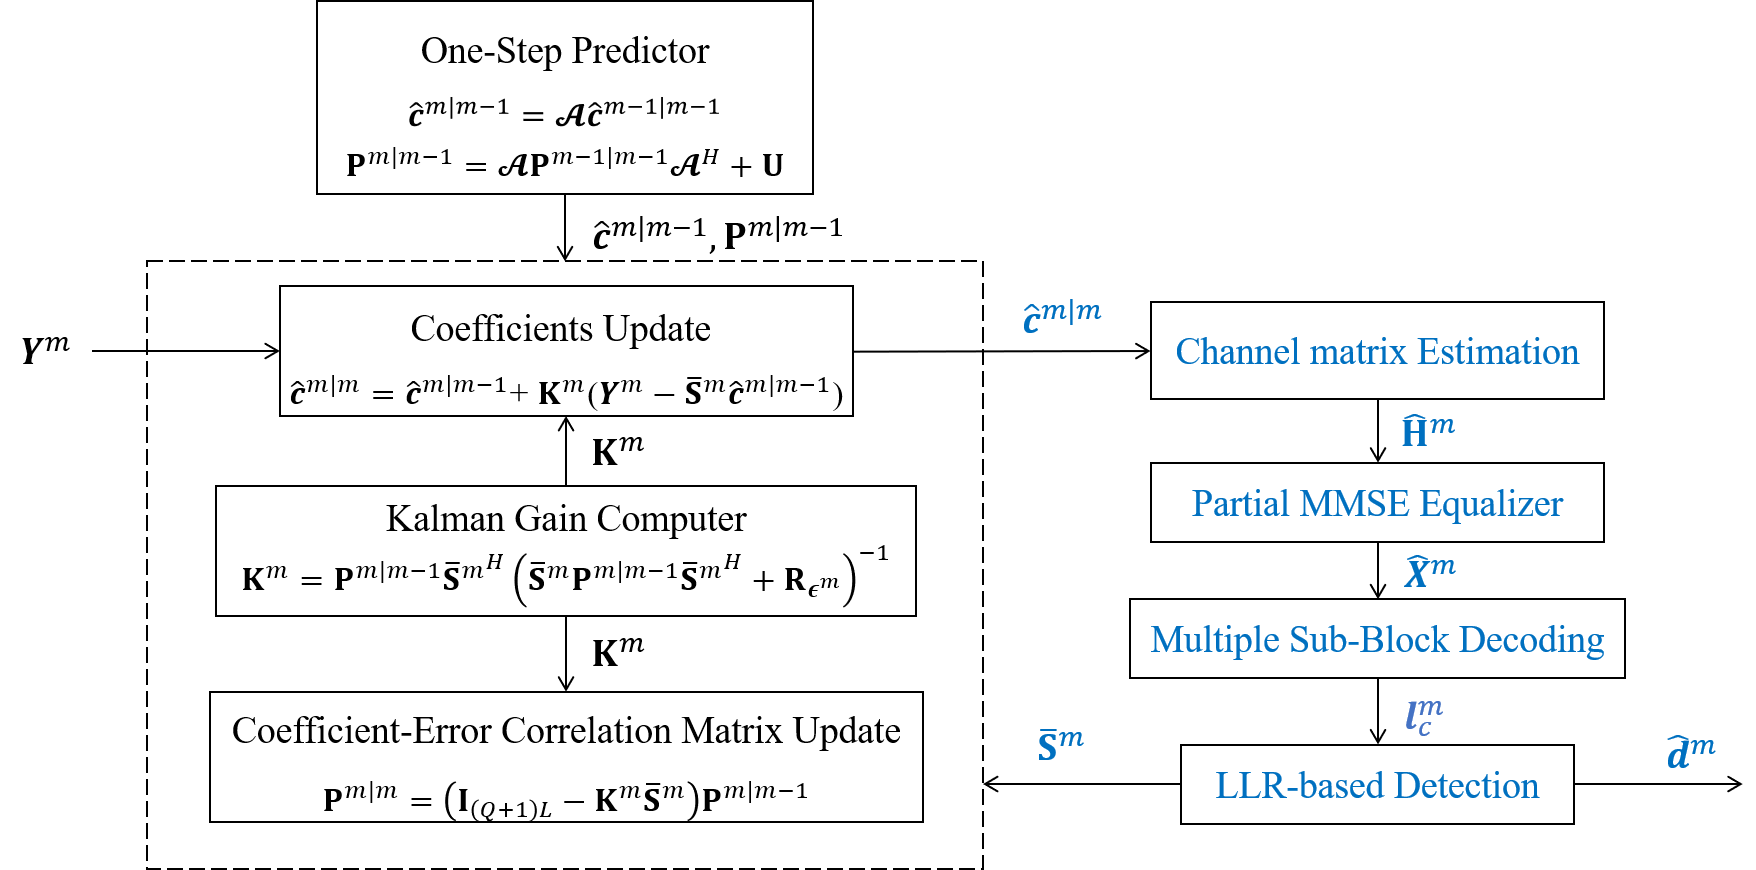 One-Step Predictor
ĉ^{m|m−1} = 𝓐ĉ^{m−1|m−1}
P^{m|m−1} = 𝓐P^{m−1|m−1}𝓐^H + U
ĉ^{m|m−1}, P^{m|m−1}
Y^m
Coefficients Update
ĉ^{m|m} = ĉ^{m|m−1} + K^m(Y^m − S̄^m ĉ^{m|m−1})
K^m
Kalman Gain Computer
K^m = P^{m|m−1} S̄^{m^H} (S̄^m P^{m|m−1} S̄^{m^H} + R_{ϵ^m})^{−1}
K^m
Coefficient-Error Correlation Matrix Update
P^{m|m} = (I_{(Q+1)L} − K^m S̄^m)P^{m|m−1}
ĉ^{m|m}
Channel matrix Estimation
Ĥ^m
Partial MMSE Equalizer
X̂^m
Multiple Sub-Block Decoding
l_c^m
S̄^m
LLR-based Detection
d̂^m